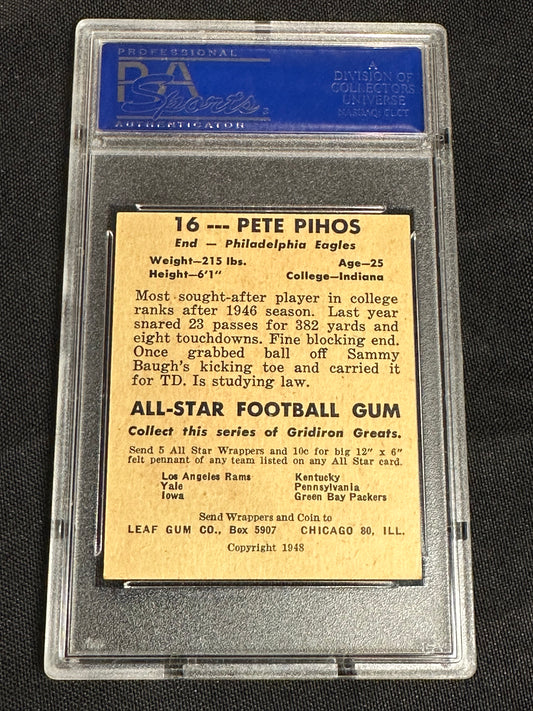 PROFESSIONAL
PSA
Sports
AUTHENTICATOR
A
DIVISION OF
COLLECTORS
UNIVERSE
NASDAQ: CLCT
16 --- PETE PIHOS
End — Philadelphia Eagles
Weight—215 lbs. Age—25
Height—6'1" College—Indiana
Most sought-after player in college
ranks after 1946 season. Last year
snared 23 passes for 382 yards and
eight touchdowns. Fine blocking end.
Once grabbed ball off Sammy
Baugh's kicking toe and carried it
for TD. Is studying law.
ALL-STAR FOOTBALL GUM
Collect this series of Gridiron Greats.
Send 5 All Star Wrappers and 10c for big 12" x 6"
felt pennant of any team listed on any All Star card.
Los Angeles Rams Kentucky
Yale Pennsylvania
Iowa Green Bay Packers
Send Wrappers and Coin to
LEAF GUM CO., Box 5907 CHICAGO 80, ILL.
Copyright 1948